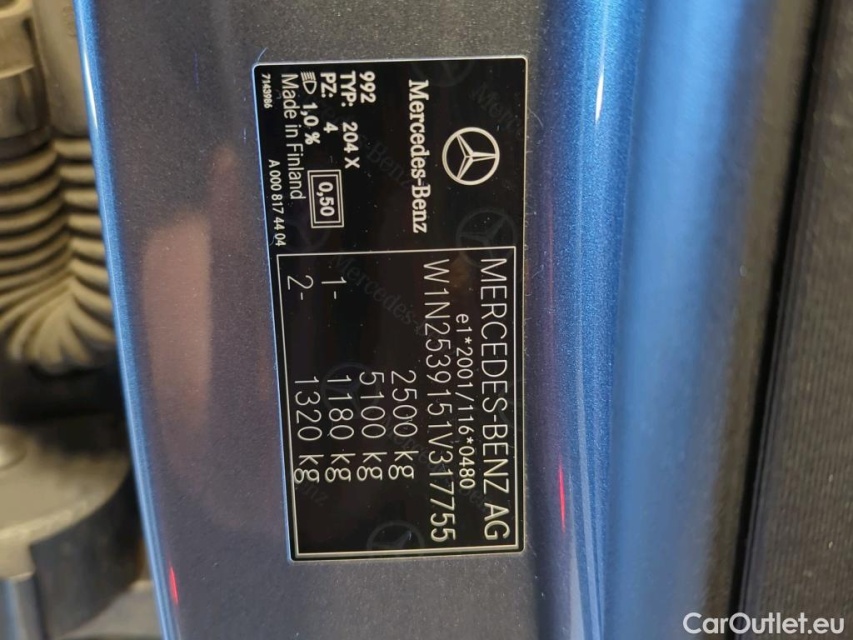 Mercedes-Benz
992
TYP: 204 X
PZ: 4 0,50
1,0 %
Made in Finland
7143986 A 000 817 44 04
MERCEDES-BENZ AG
e1*2001/116*0480
W1N2539151V317755
2500 kg
5100 kg
1- 1180 kg
2- 1320 kg
CarOutlet.eu